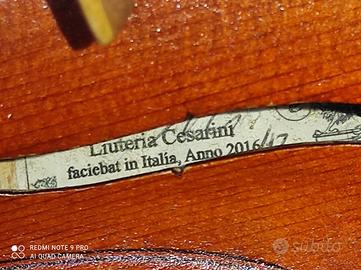 Liuteria Cesarini
faciebat in Italia, Anno 2016/17
REDMI NOTE 9 PRO
AI QUAD CAMERA
subito